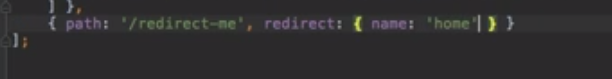 ] },
{ path: '/redirect-me', redirect: { name: 'home' } }
];